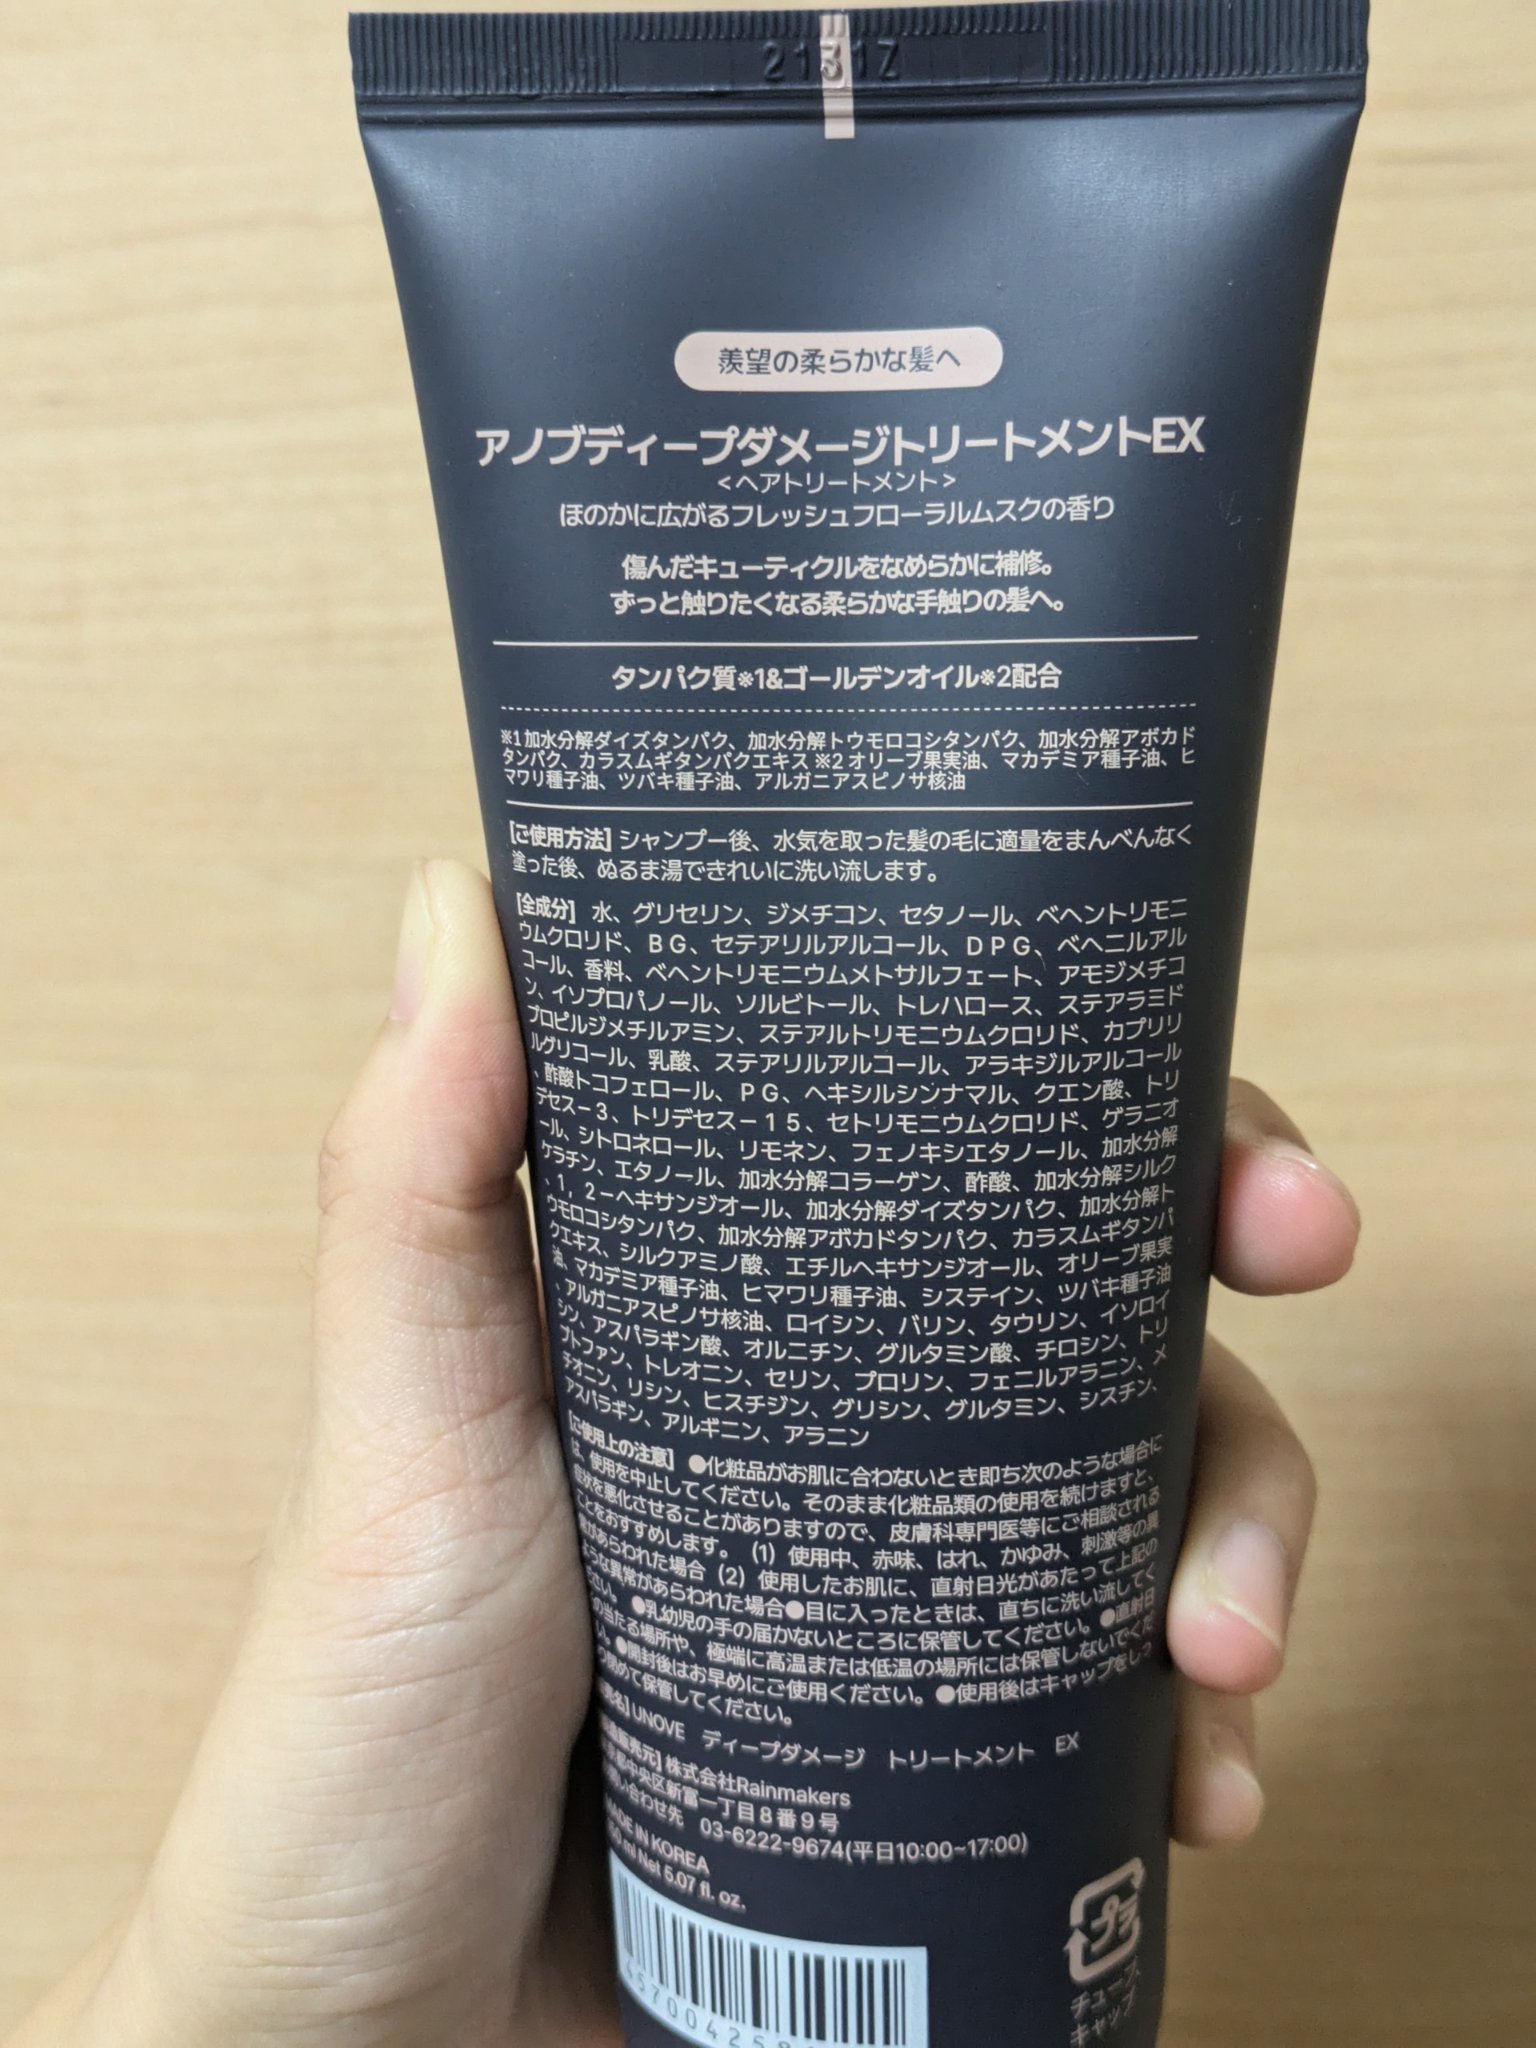 2131Z
羨望の柔らかな髪へ
アノブディープダメージトリートメントEX
<ヘアトリートメント>
ほのかに広がるフレッシュフローラルムスクの香り
傷んだキューティクルをなめらかに補修。
ずっと触りたくなる柔らかな手触りの髪へ。
タンパク質※1&ゴールデンオイル※2配合
※1 加水分解ダイズタンパク、加水分解トウモロコシタンパク、加水分解アボカド
タンパク、カラスムギタンパクエキス ※2 オリーブ果実油、マカデミア種子油、ヒ
マワリ種子油、ツバキ種子油、アルガニアスピノサ核油
[ご使用方法] シャンプー後、水気を取った髪の毛に適量をまんべんなく
塗った後、ぬるま湯できれいに洗い流します。
[全成分] 水、グリセリン、ジメチコン、セタノール、ベヘントリモニ
ウムクロリド、BG、セテアリルアルコール、DPG、ベヘニルアル
コール、香料、ベヘントリモニウムメトサルフェート、アモジメチコ
ン、イソプロパノール、ソルビトール、トレハロース、ステアラミド
プロピルジメチルアミン、ステアルトリモニウムクロリド、カプリリ
ルグリコール、乳酸、ステアリルアルコール、アラキジルアルコール
、酢酸トコフェロール、PG、ヘキシルシンナマル、クエン酸、トリ
デセス-3、トリデセス-15、セトリモニウムクロリド、ゲラニオ
ール、シトロネロール、リモネン、フェノキシエタノール、加水分解
ケラチン、エタノール、加水分解コラーゲン、酢酸、加水分解シルク
、1,2-ヘキサンジオール、加水分解ダイズタンパク、加水分解ト
ウモロコシタンパク、加水分解アボカドタンパク、カラスムギタンパ
クエキス、シルクアミノ酸、エチルヘキサンジオール、オリーブ果実
油、マカデミア種子油、ヒマワリ種子油、システイン、ツバキ種子油
、アルガニアスピノサ核油、ロイシン、バリン、タウリン、イソロイ
シン、アスパラギン酸、オルニチン、グルタミン酸、チロシン、トリ
プトファン、トレオニン、セリン、プロリン、フェニルアラニン、メ
チオニン、リシン、ヒスチジン、グリシン、グルタミン、シスチン、
アスパラギン、アルギニン、アラニン
[ご使用上の注意] ●化粧品がお肌に合わないとき即ち次のような場合に
は、使用を中止してください。そのまま化粧品類の使用を続けますと、
症状を悪化させることがありますので、皮膚科専門医等にご相談される
ことをおすすめします。 (1) 使用中、赤味、はれ、かゆみ、刺激等の異
常があらわれた場合 (2) 使用したお肌に、直射日光があたって上記の
ような異常があらわれた場合●目に入ったときは、直ちに洗い流してく
ださい。●乳幼児の手の届かないところに保管してください。●直射日
の当たる場所や、極端に高温または低温の場所には保管しないでくだ
い。●開封後はお早めにご使用ください。●使用後はキャップをしっ
り閉めて保管してください。
売名] UNOVE ディープダメージ トリートメント EX
販売元] 株式会社Rainmakers
京都中央区新富一丁目8番9号
問い合わせ先 03-6222-9674(平日10:00~17:00)
MADE IN KOREA
ml Net 5.07 fl. oz.
プラ
チューブ
キャップ